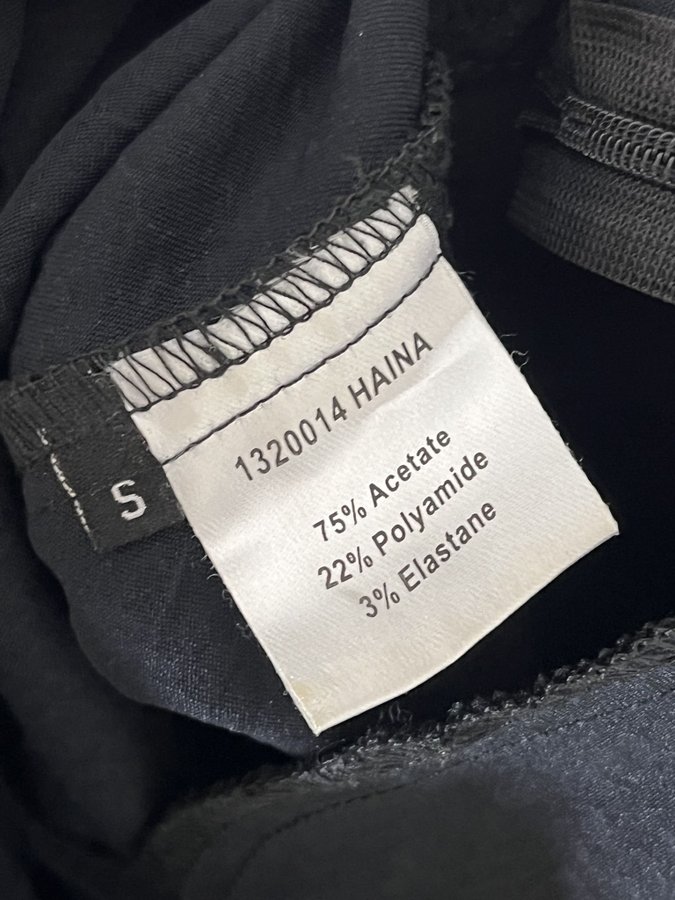 1320014 HAINA
75% Acetate
22% Polyamide
3% Elastane
S